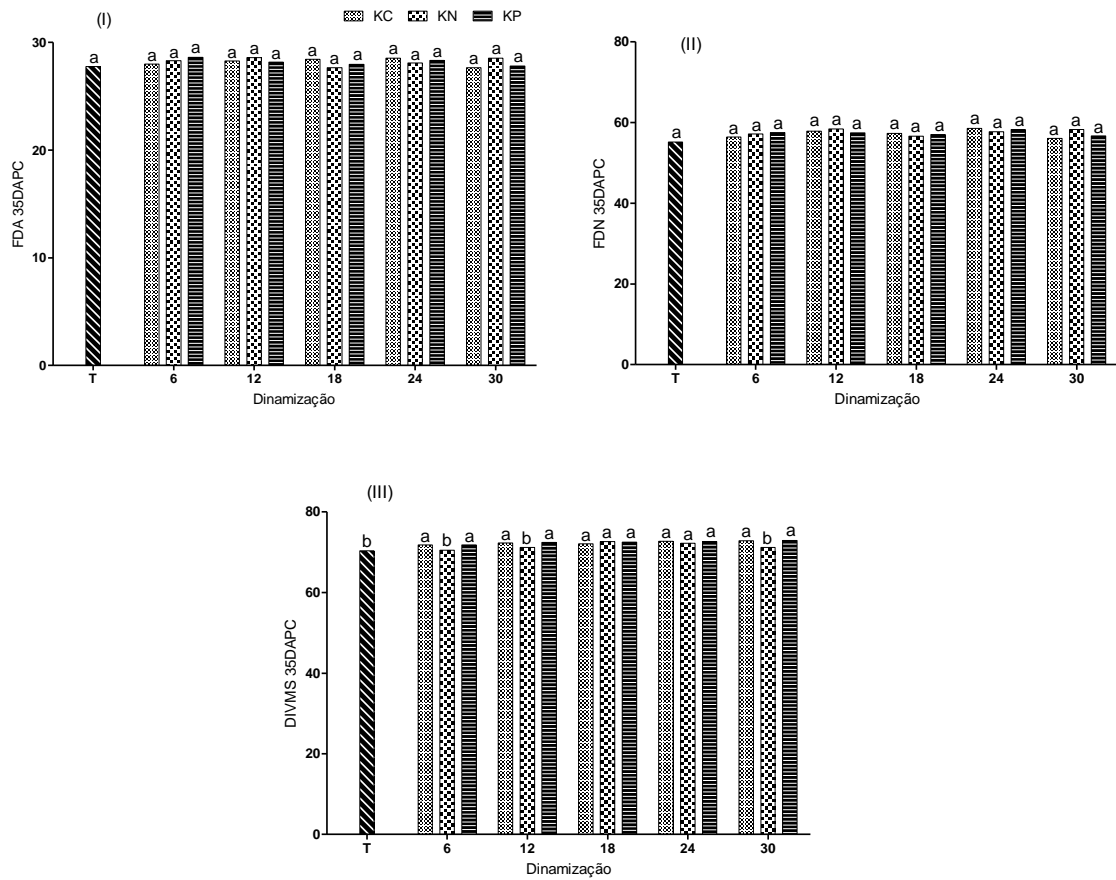 (I)
KC KN KP
30
20
10
0
FDA 35DAPC
a a a a a a a a a a a a a a a a
T 6 12 18 24 30
Dinamização
(II)
80
60
40
20
0
FDN 35DAPC
a a a a a a a a a a a a a a a a
T 6 12 18 24 30
Dinamização
(III)
80
60
40
20
0
DIVMS 35DAPC
b a b a a b a a a a a a a a b a
T 6 12 18 24 30
Dinamização